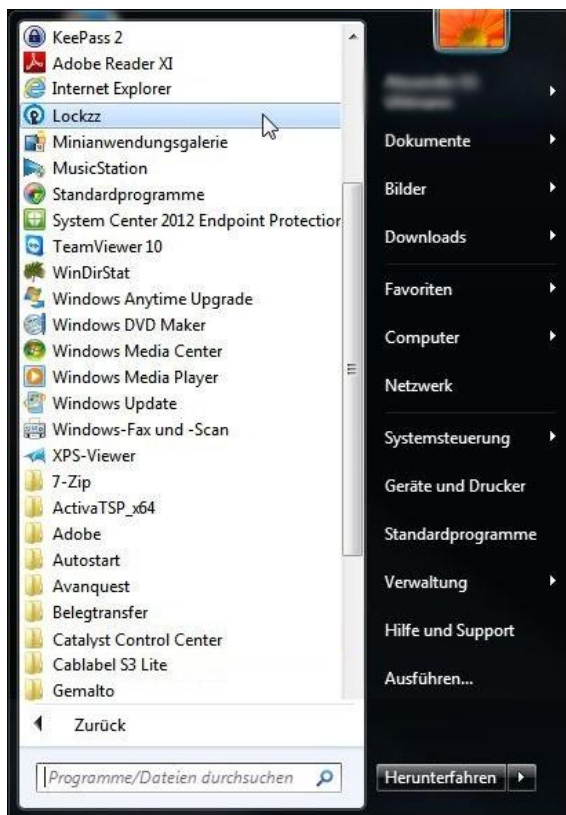 KeePass 2
Adobe Reader XI
Internet Explorer
Lockzz
Minianwendungsgalerie
MusicStation
Standardprogramme
System Center 2012 Endpoint Protection
TeamViewer 10
WinDirStat
Windows Anytime Upgrade
Windows DVD Maker
Windows Media Center
Windows Media Player
Windows Update
Windows-Fax und -Scan
XPS-Viewer
7-Zip
ActivaTSP_x64
Adobe
Autostart
Avanquest
Belegtransfer
Catalyst Control Center
Cablabel S3 Lite
Gemalto
Zurück
Programme/Dateien durchsuchen
Dokumente
Bilder
Downloads
Favoriten
Computer
Netzwerk
Systemsteuerung
Geräte und Drucker
Standardprogramme
Verwaltung
Hilfe und Support
Ausführen...
Herunterfahren